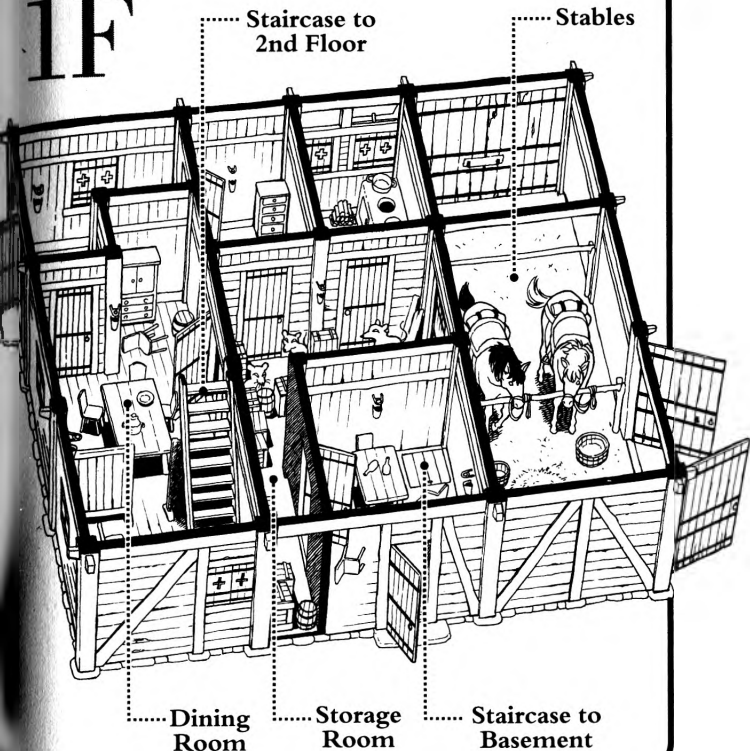 1F
Staircase to
2nd Floor
Stables
Dining
Room
Storage
Room
Staircase to
Basement